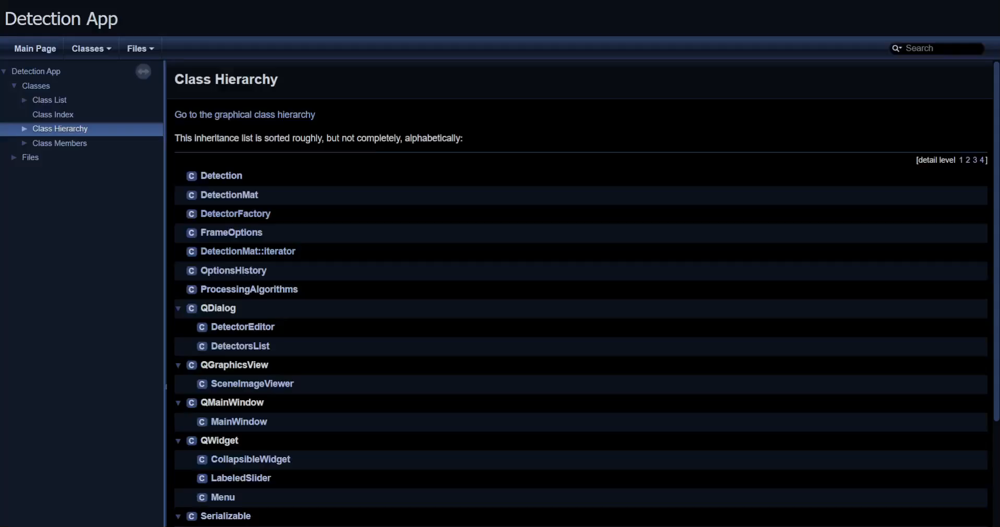 Detection App
Main Page Classes Files Search
Detection App
Classes
Class List
Class Index
Class Hierarchy
Class Members
Files
Class Hierarchy
Go to the graphical class hierarchy
This inheritance list is sorted roughly, but not completely, alphabetically:
[detail level 1 2 3 4]
C Detection
C DetectionMat
C DetectorFactory
C FrameOptions
C DetectionMat::iterator
C OptionsHistory
C ProcessingAlgorithms
C QDialog
C DetectorEditor
C DetectorsList
C QGraphicsView
C SceneImageViewer
C QMainWindow
C MainWindow
C QWidget
C CollapsibleWidget
C LabeledSlider
C Menu
C Serializable